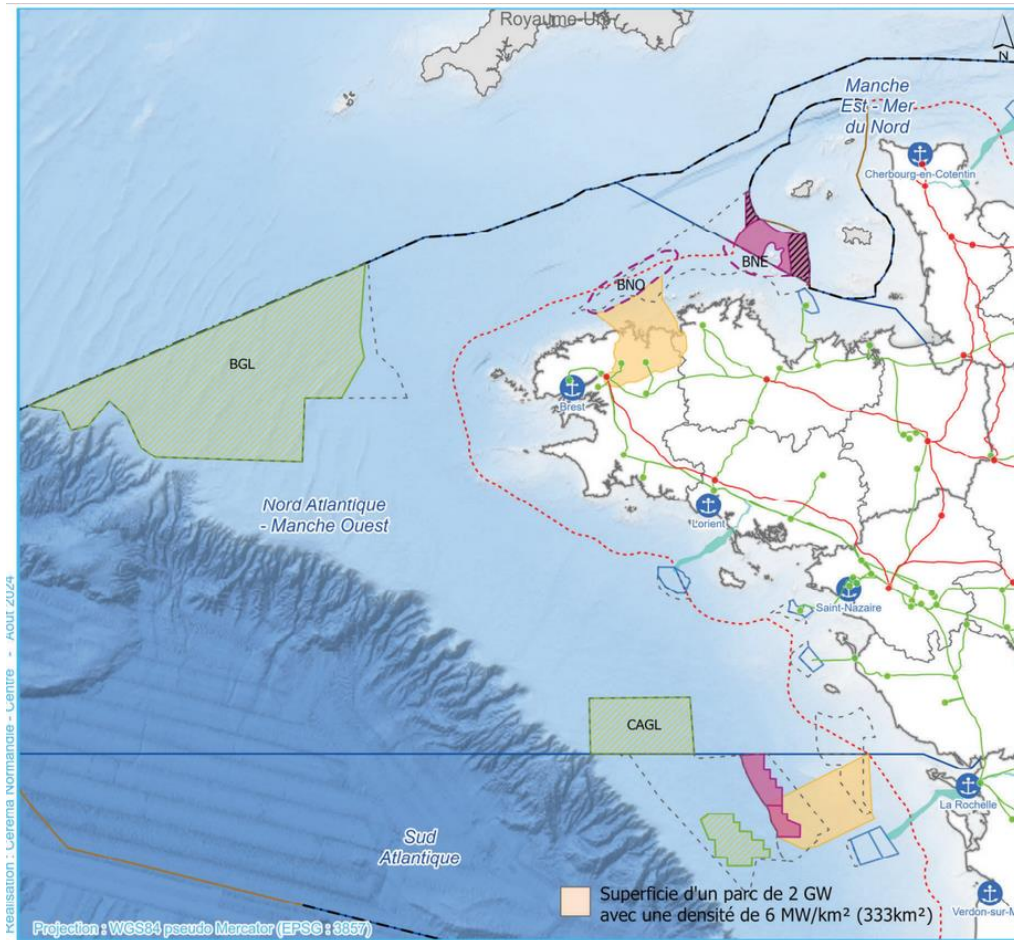 Royaume-Uni
N
Manche
Est - Mer
du Nord
Cherbourg-en-Cotentin
BNE
BNO
BGL
Brest
Nord Atlantique
- Manche Ouest
Lorient
Saint-Nazaire
CAGL
La Rochelle
Sud
Atlantique
Superficie d'un parc de 2 GW
avec une densité de 6 MW/km² (333km²)
Verdon-sur-M
Projection : WGS84 pseudo Mercator (EPSG : 3857)
Réalisation : Cerema Normandie - Centre - Août 2024